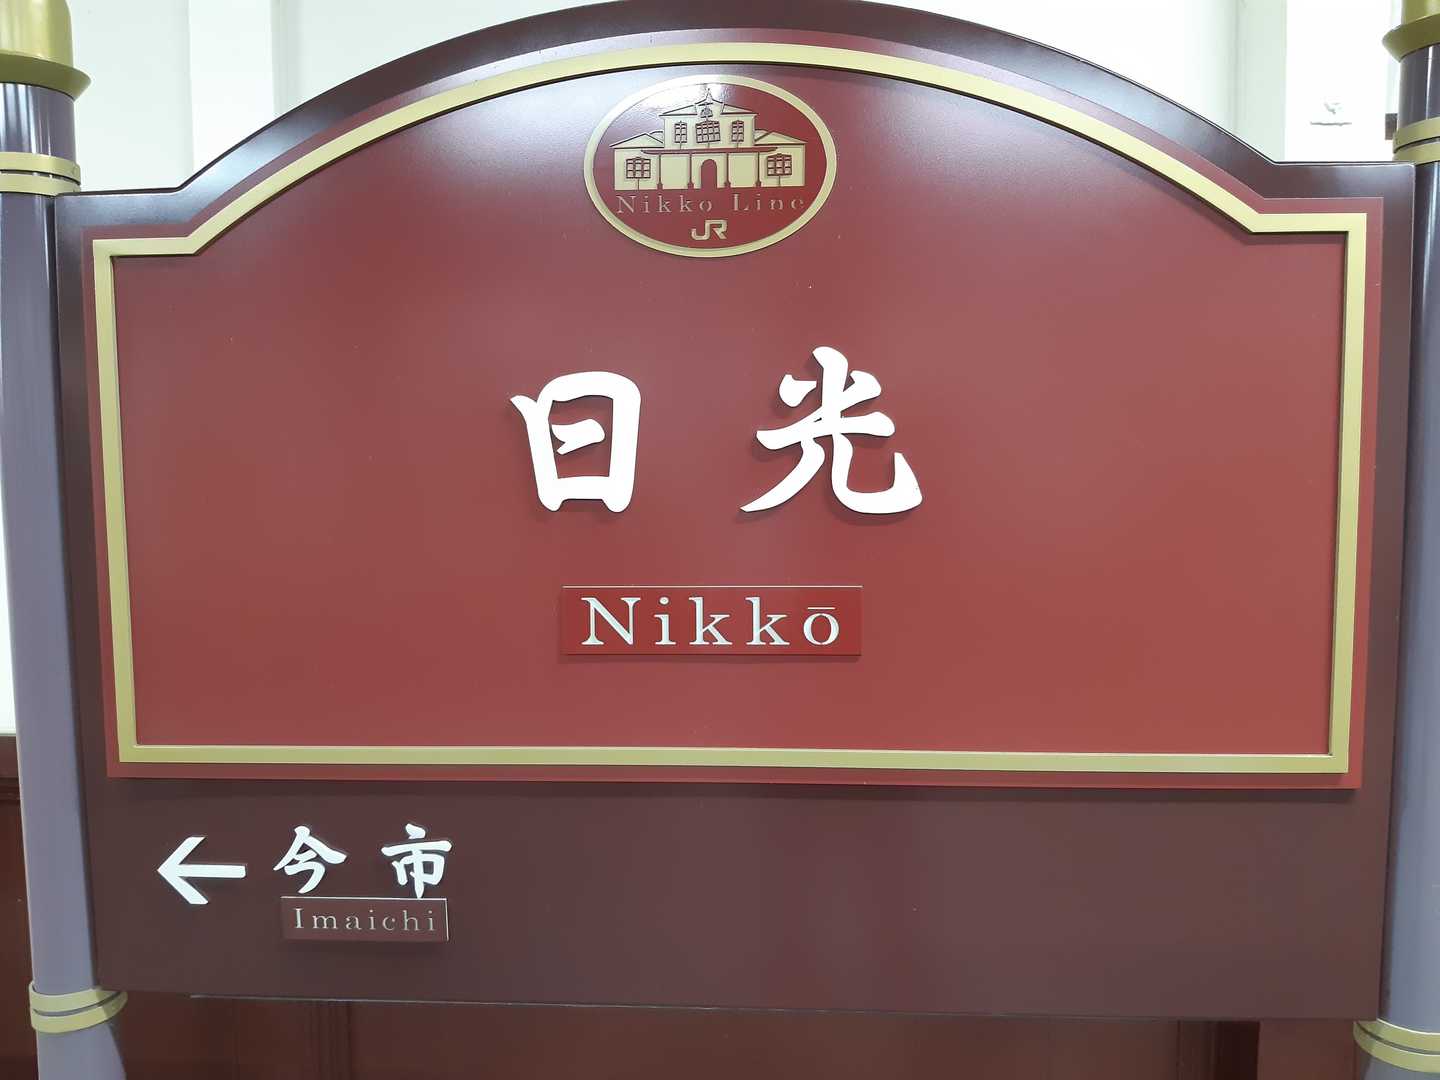 Nikko Line
JR
日光
Nikkō
← 今市
Imaichi